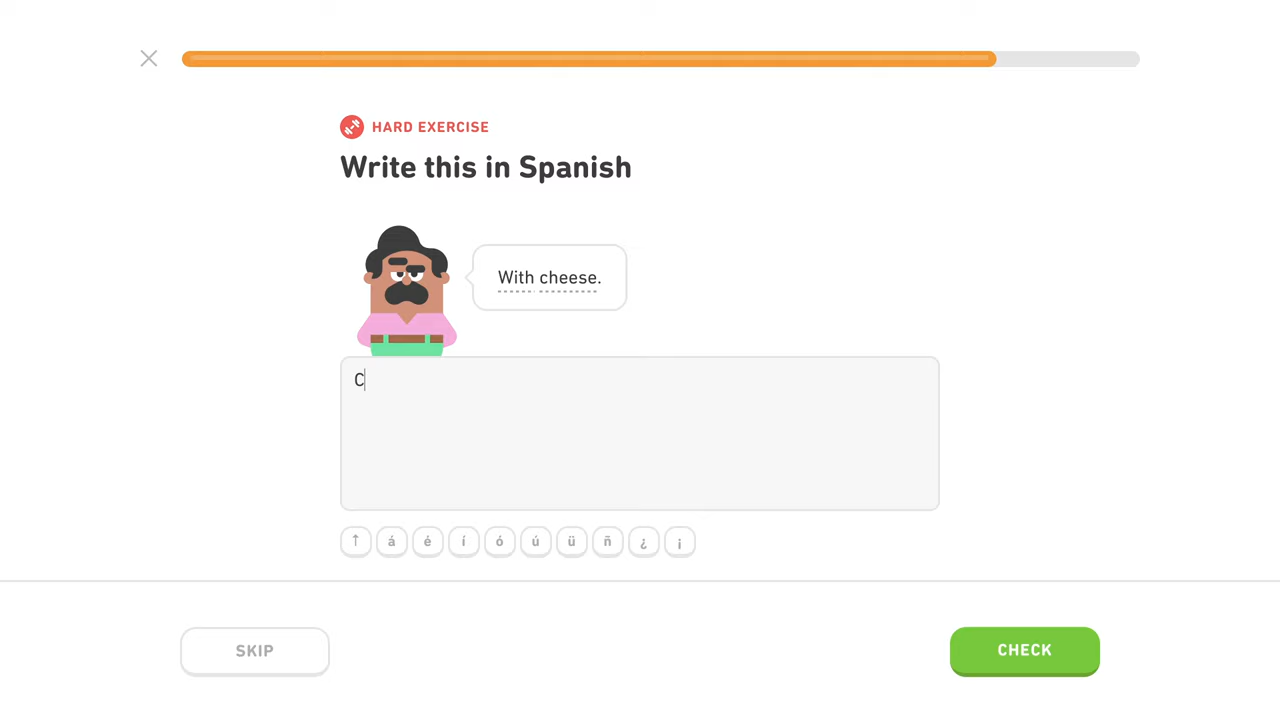 HARD EXERCISE
Write this in Spanish
With cheese.
C
↑ á é í ó ú ü ñ ¿ ¡
SKIP
CHECK